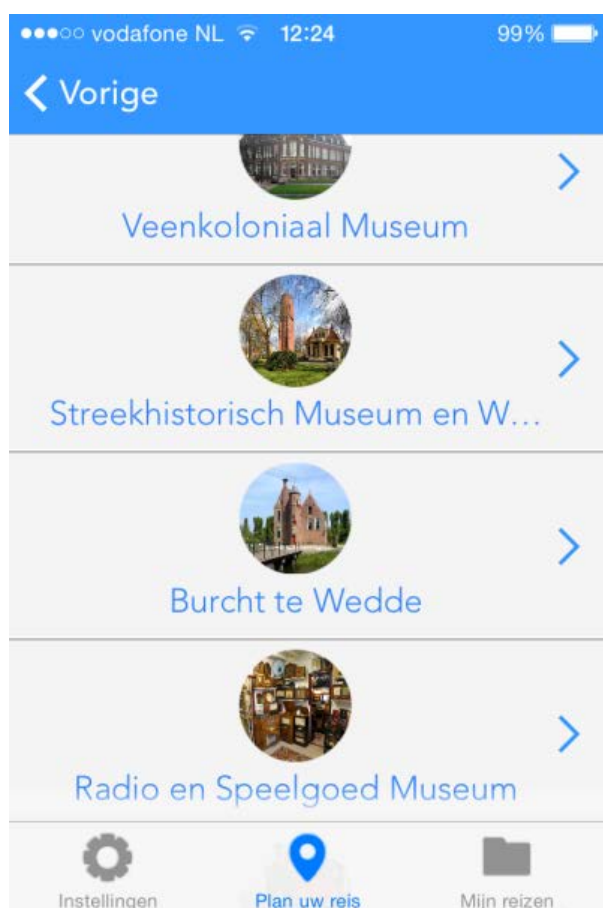 vodafone NL 12:24 99%
Vorige
Veenkoloniaal Museum
Streekhistorisch Museum en W...
Burcht te Wedde
Radio en Speelgoed Museum
Instellingen Plan uw reis Mijn reizen